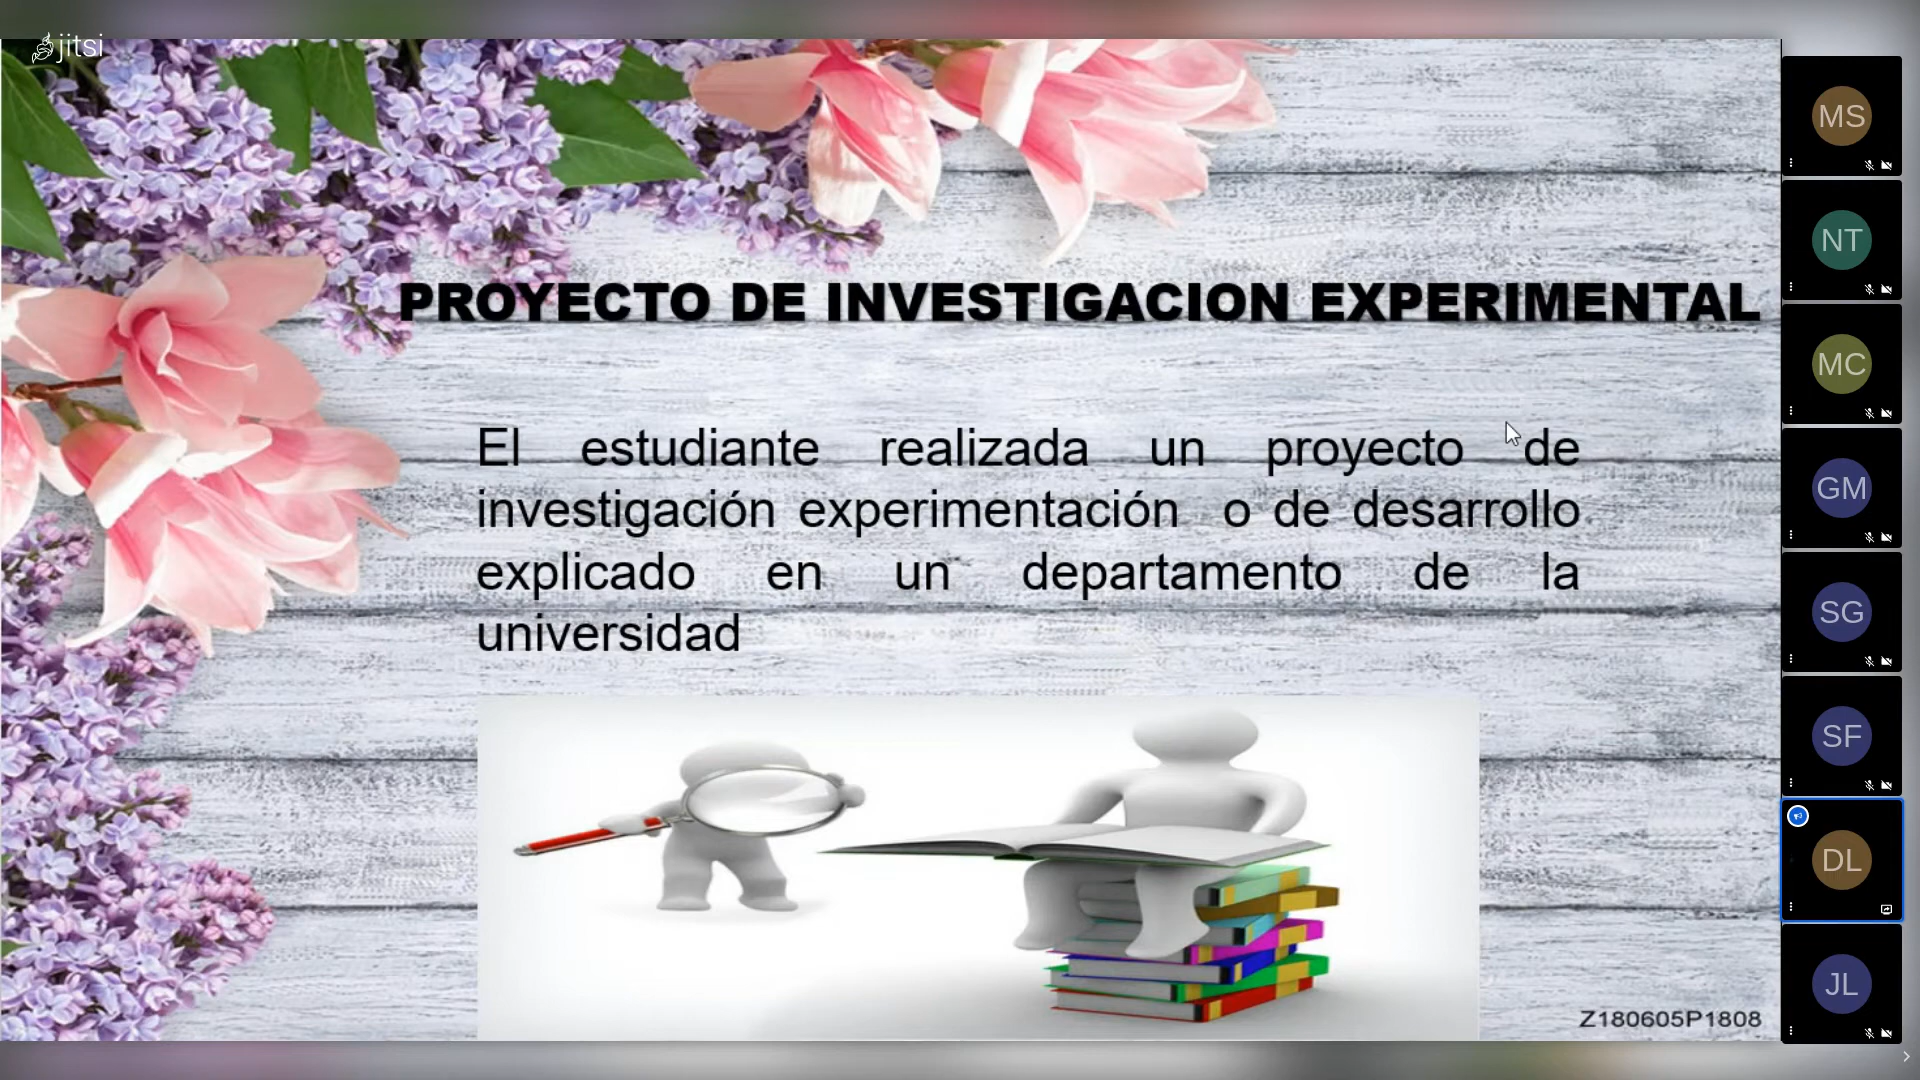 jitsi
PROYECTO DE INVESTIGACION EXPERIMENTAL
El estudiante realizada un proyecto de
investigación experimentación o de desarrollo
explicado en un departamento de la
universidad
Z180605P1808
MS
NT
MC
GM
SG
SF
DL
JL